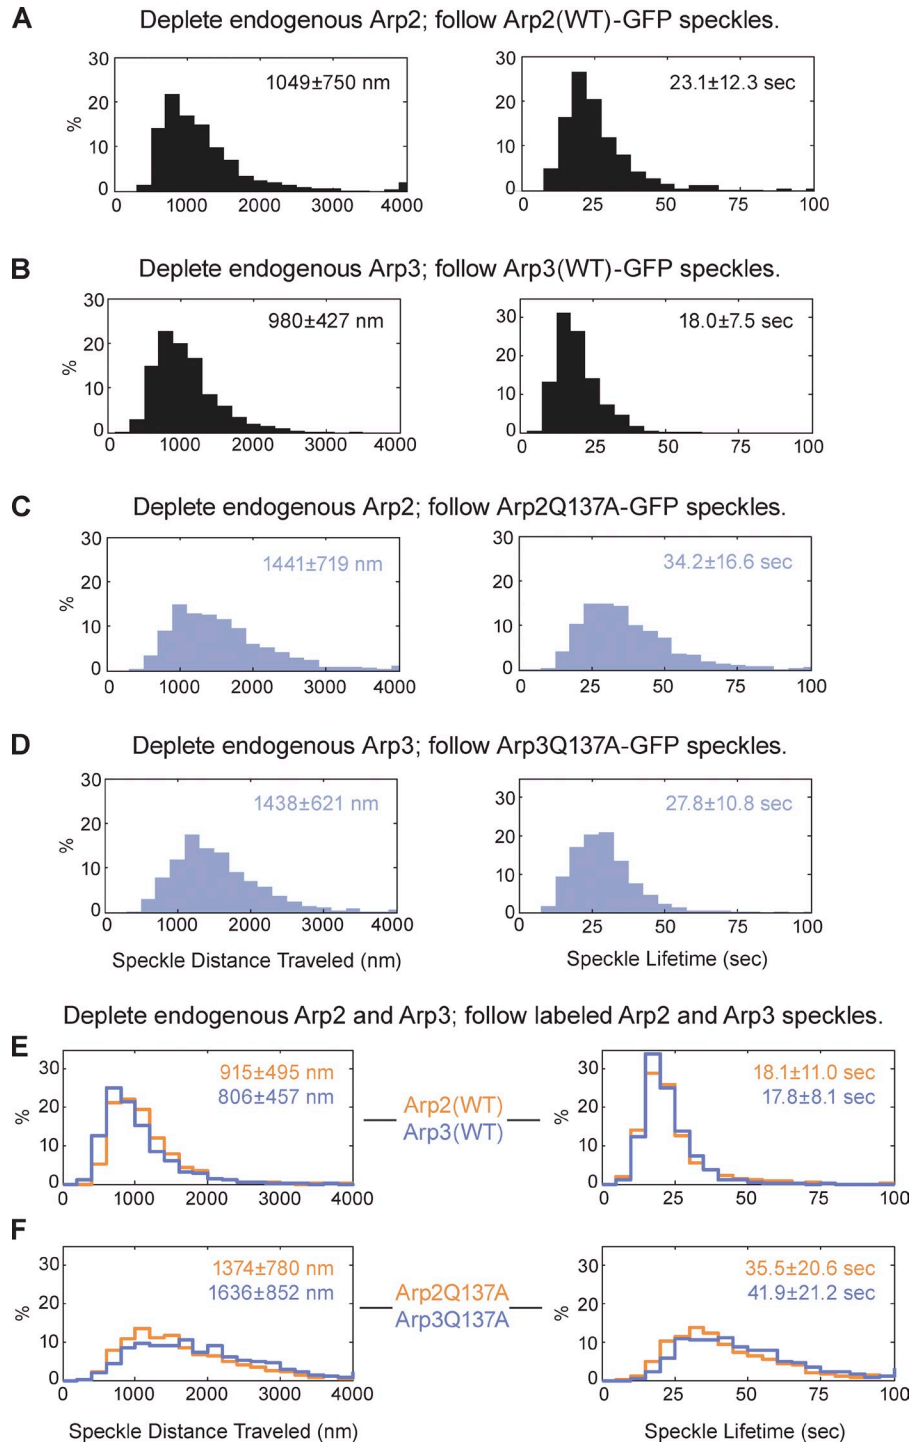 A Deplete endogenous Arp2; follow Arp2(WT)-GFP speckles.
30 1049±750 nm 30 23.1±12.3 sec
20 20
%
10 10
0 0
0 1000 2000 3000 4000 0 25 50 75 100
B Deplete endogenous Arp3; follow Arp3(WT)-GFP speckles.
30 980±427 nm 30 18.0±7.5 sec
20 20
%
10 10
0 0
0 1000 2000 3000 4000 0 25 50 75 100
C Deplete endogenous Arp2; follow Arp2Q137A-GFP speckles.
30 1441±719 nm 30 34.2±16.6 sec
20 20
%
10 10
0 0
0 1000 2000 3000 4000 0 25 50 75 100
D Deplete endogenous Arp3; follow Arp3Q137A-GFP speckles.
30 1438±621 nm 30 27.8±10.8 sec
20 20
%
10 10
0 0
0 1000 2000 3000 4000 0 25 50 75 100
Speckle Distance Traveled (nm) Speckle Lifetime (sec)
Deplete endogenous Arp2 and Arp3; follow labeled Arp2 and Arp3 speckles.
E
30 915±495 nm 30 18.1±11.0 sec
806±457 nm 17.8±8.1 sec
20 Arp2(WT) 20
% Arp3(WT) %
10 10
0 0
0 1000 2000 3000 4000 0 25 50 75 100
F
30 1374±780 nm 30 35.5±20.6 sec
1636±852 nm 41.9±21.2 sec
20 Arp2Q137A 20
% Arp3Q137A %
10 10
0 0
0 1000 2000 3000 4000 0 25 50 75 100
Speckle Distance Traveled (nm) Speckle Lifetime (sec)